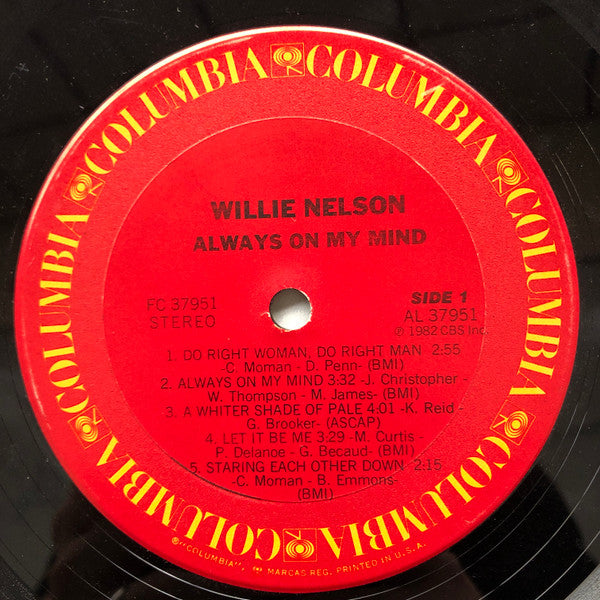 COLUMBIA COLUMBIA COLUMBIA COLUMBIA COLUMBIA COLUMBIA COLUMBIA COLUMBIA
WILLIE NELSON
ALWAYS ON MY MIND
FC 37951
STEREO
SIDE 1
AL 37951
℗ 1982 CBS Inc.
1. DO RIGHT WOMAN, DO RIGHT MAN 2:55
-C. Moman - D. Penn- (BMI)
2. ALWAYS ON MY MIND 3:32 -J. Christopher -
W. Thompson - M. James- (BMI)
3. A WHITER SHADE OF PALE 4:01 -K. Reid -
G. Brooker- (ASCAP)
4. LET IT BE ME 3:29 -M. Curtis -
P. Delanoe - G. Becaud- (BMI)
5. STARING EACH OTHER DOWN 2:15
-C. Moman - B. Emmons-
(BMI)
®"COLUMBIA", MARCAS REG. PRINTED IN U.S.A.